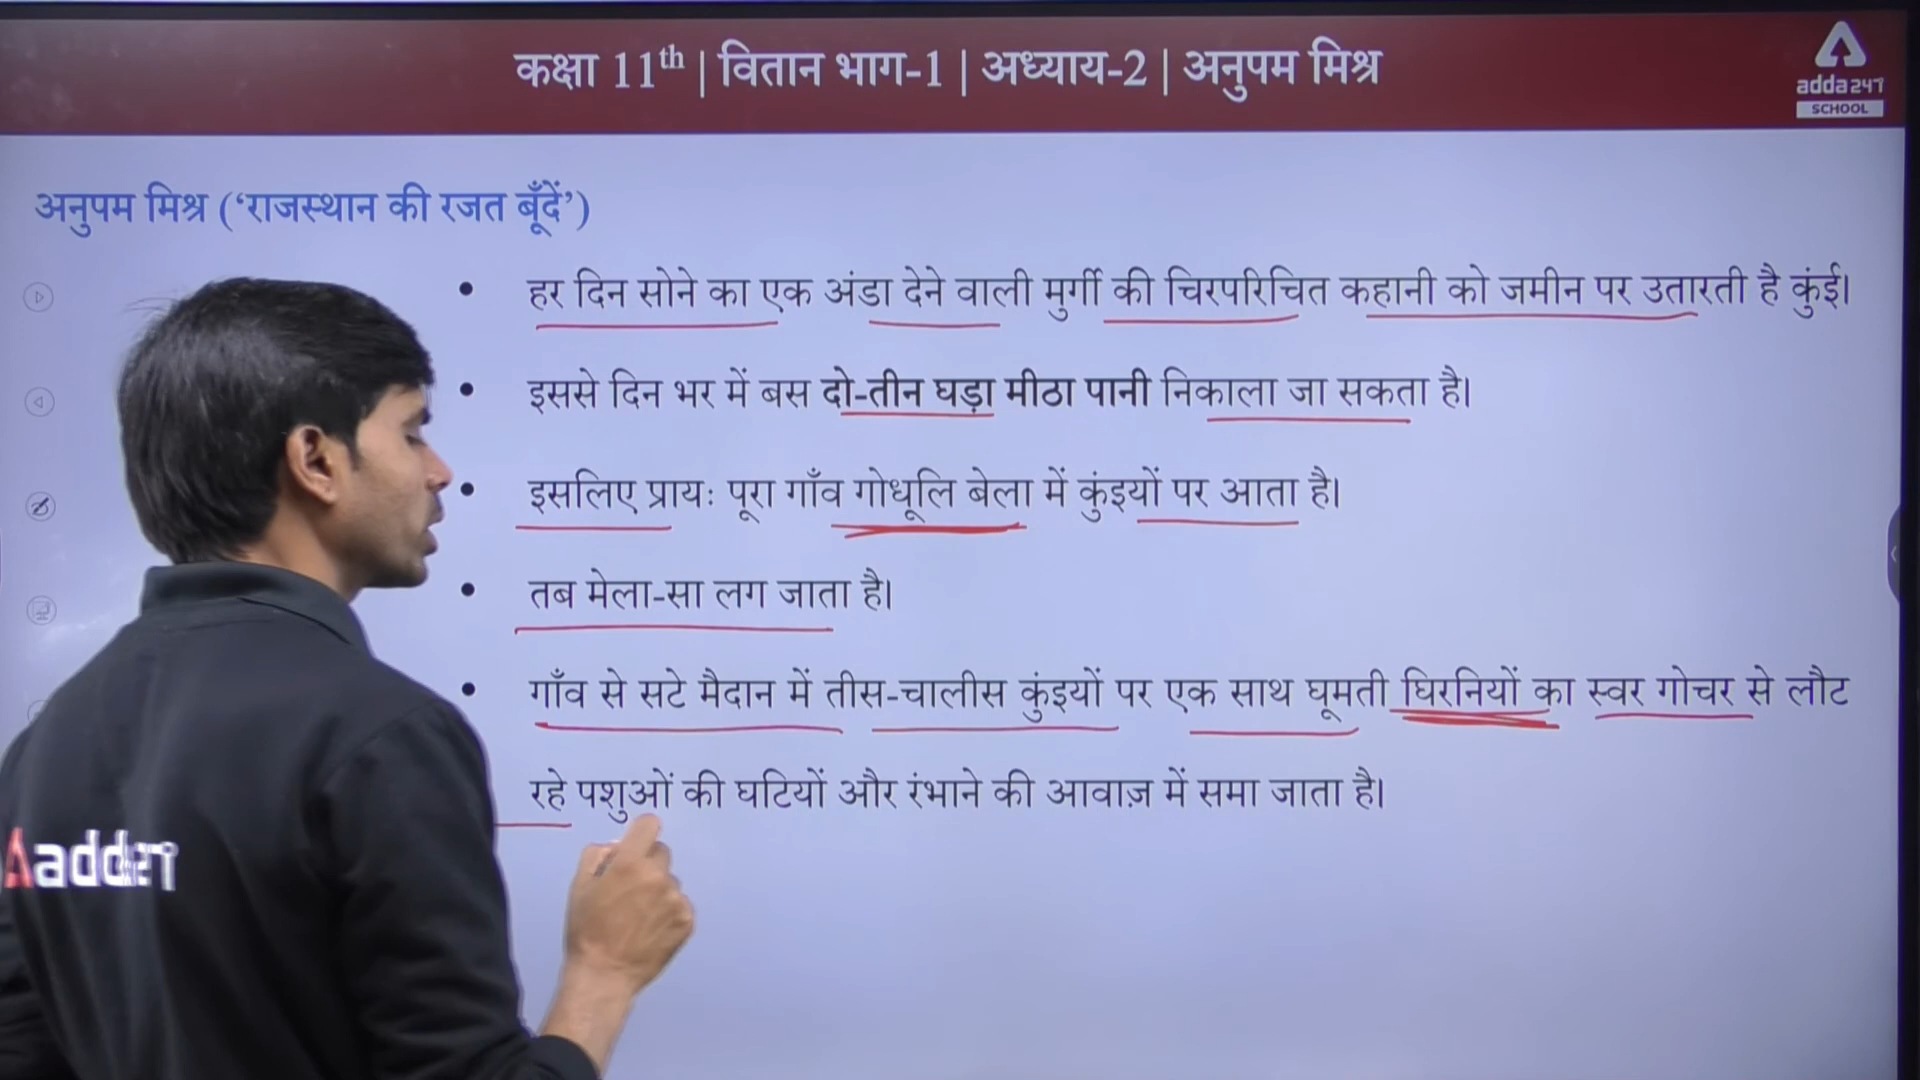 कक्षा 11th | वितान भाग-1 | अध्याय-2 | अनुपम मिश्र
adda247
SCHOOL
अनुपम मिश्र ('राजस्थान की रजत बूँदें')
• हर दिन सोने का एक अंडा देने वाली मुर्गी की चिरपरिचित कहानी को जमीन पर उतारती है कुंई।
• इससे दिन भर में बस दो-तीन घड़ा मीठा पानी निकाला जा सकता है।
• इसलिए प्रायः पूरा गाँव गोधूलि बेला में कुंइयों पर आता है।
• तब मेला-सा लग जाता है।
• गाँव से सटे मैदान में तीस-चालीस कुंइयों पर एक साथ घूमती घिरनियों का स्वर गोचर से लौट
रहे पशुओं की घटियों और रंभाने की आवाज़ में समा जाता है।